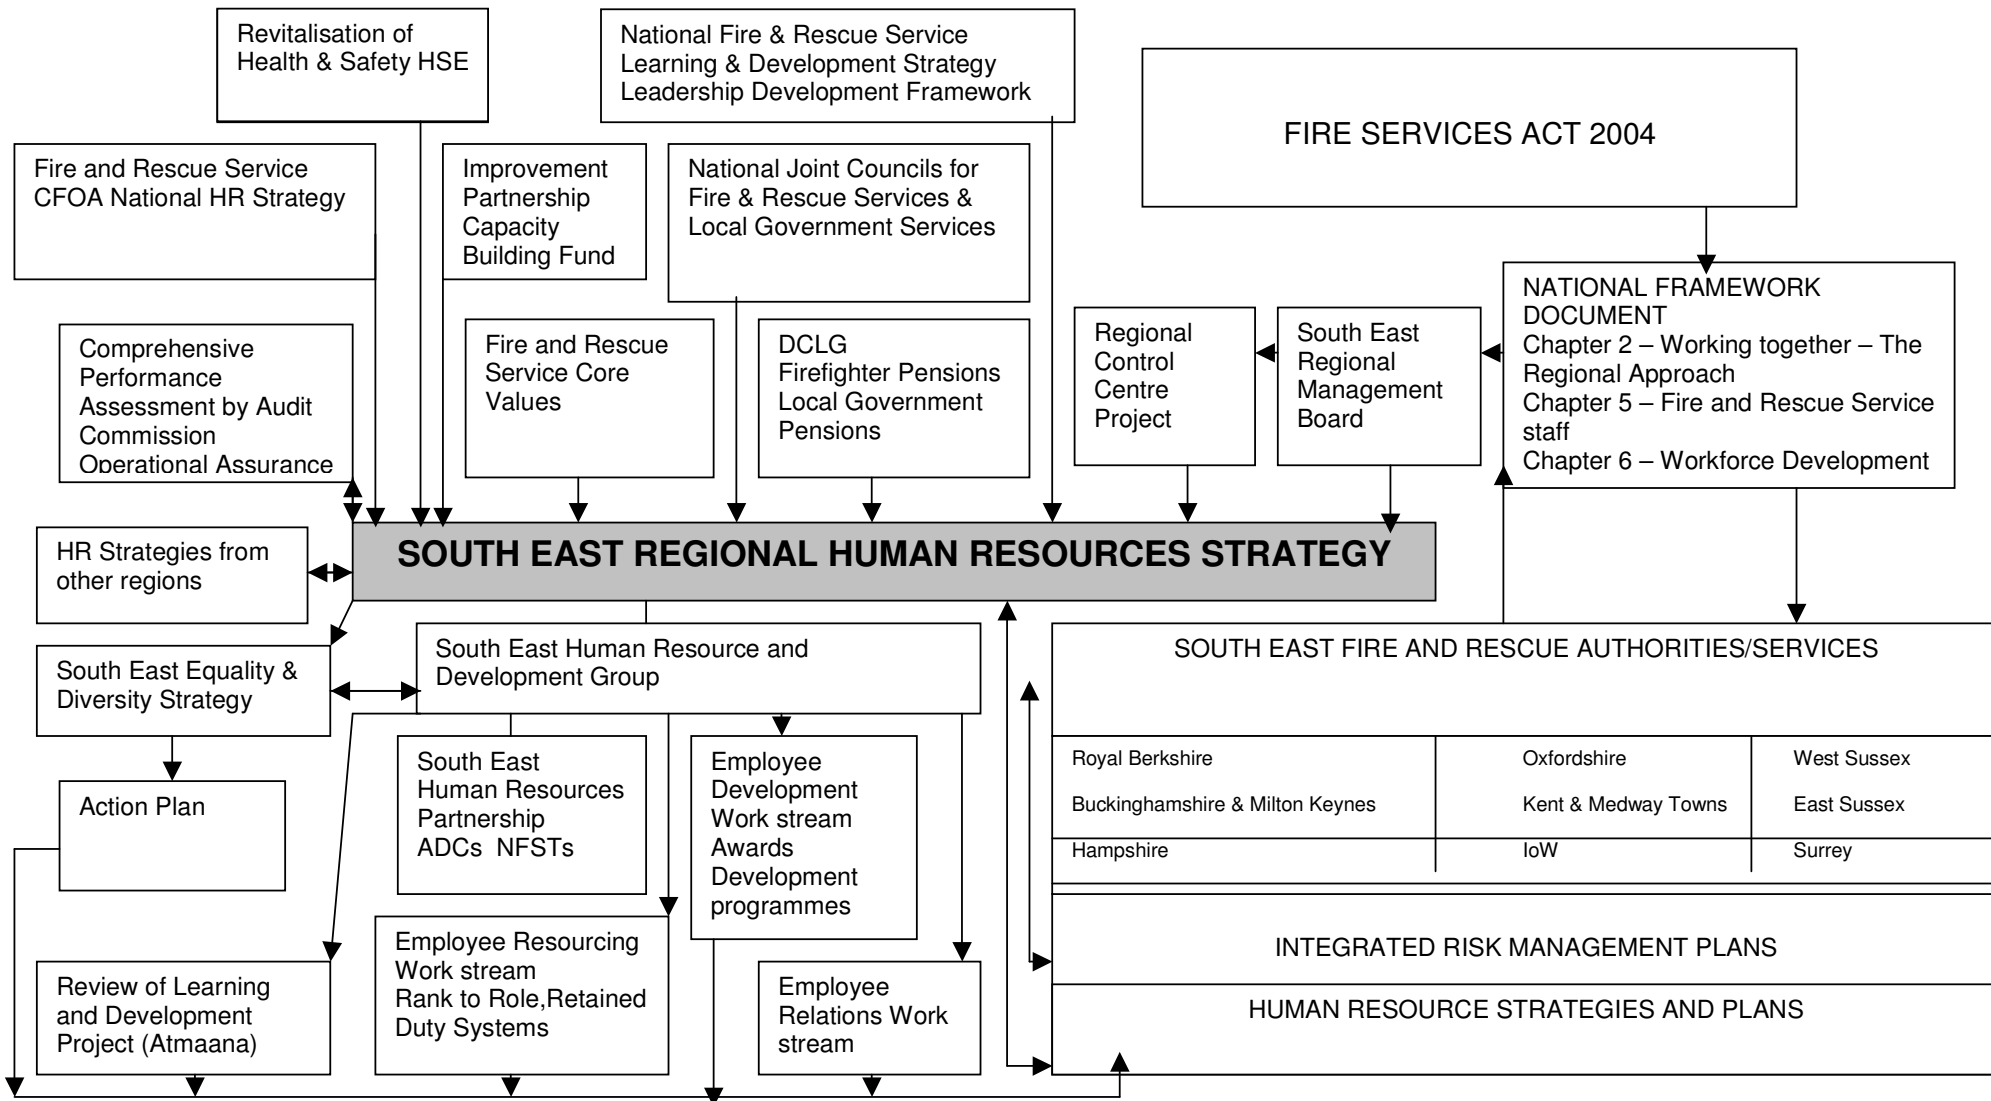 Revitalisation of
Health & Safety HSE
National Fire & Rescue Service
Learning & Development Strategy
Leadership Development Framework
FIRE SERVICES ACT 2004
Fire and Rescue Service
CFOA National HR Strategy
Improvement
Partnership
Capacity
Building Fund
National Joint Councils for
Fire & Rescue Services &
Local Government Services
NATIONAL FRAMEWORK
DOCUMENT
Chapter 2 – Working together – The
Regional Approach
Chapter 5 – Fire and Rescue Service
staff
Chapter 6 – Workforce Development
Comprehensive
Performance
Assessment by Audit
Commission
Operational Assurance
Fire and Rescue
Service Core
Values
DCLG
Firefighter Pensions
Local Government
Pensions
Regional
Control
Centre
Project
South East
Regional
Management
Board
SOUTH EAST REGIONAL HUMAN RESOURCES STRATEGY
HR Strategies from
other regions
South East Equality &
Diversity Strategy
South East Human Resource and
Development Group
SOUTH EAST FIRE AND RESCUE AUTHORITIES/SERVICES
Royal Berkshire Oxfordshire West Sussex
Buckinghamshire & Milton Keynes Kent & Medway Towns East Sussex
Hampshire IoW Surrey
Action Plan
South East
Human Resources
Partnership
ADCs NFSTs
Employee
Development
Work stream
Awards
Development
programmes
Review of Learning
and Development
Project (Atmaana)
Employee Resourcing
Work stream
Rank to Role,Retained
Duty Systems
Employee
Relations Work
stream
INTEGRATED RISK MANAGEMENT PLANS
HUMAN RESOURCE STRATEGIES AND PLANS